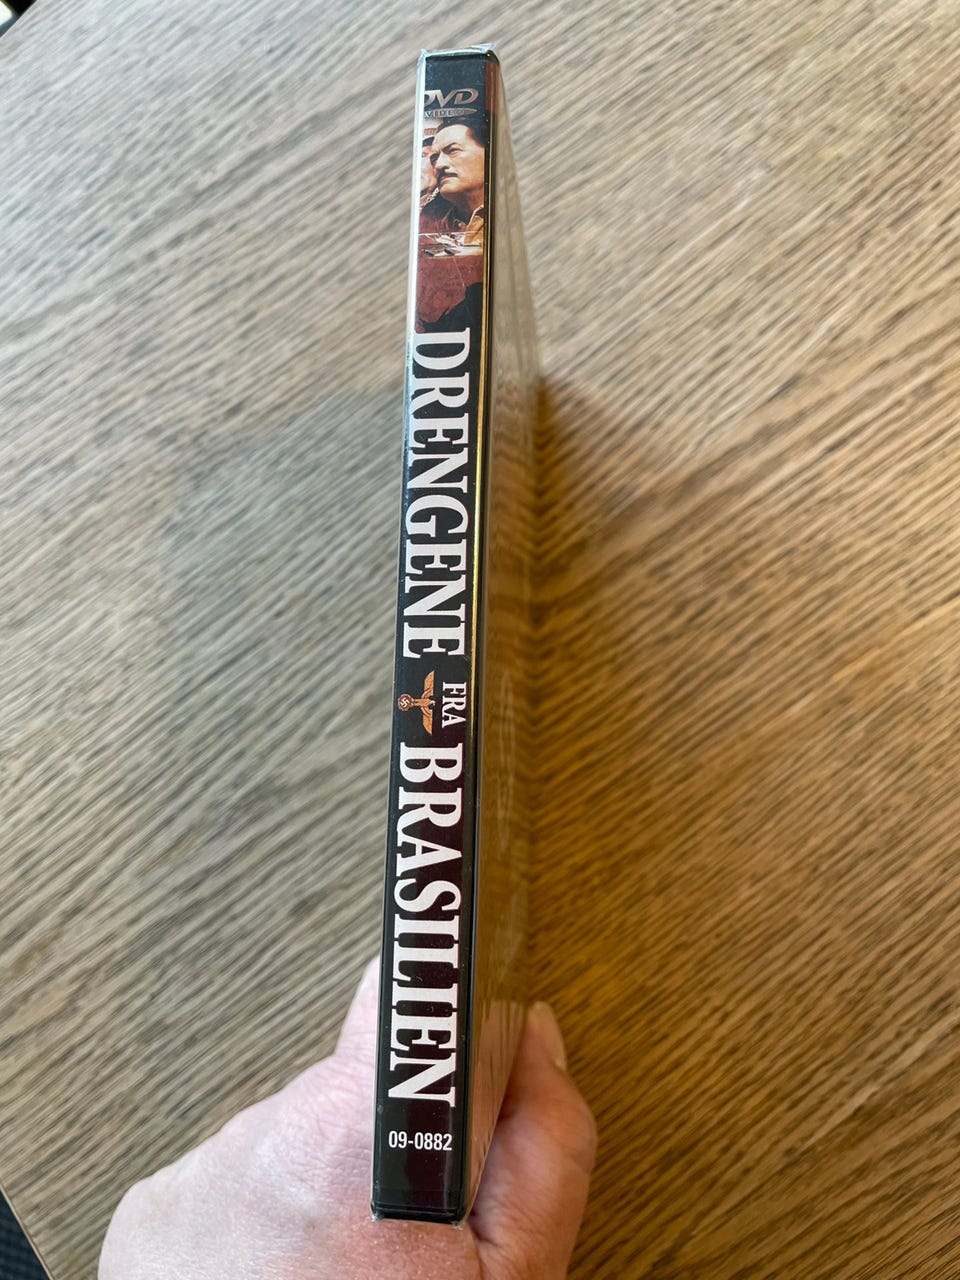 DVD
VIDEO
DRENGENE
FRA
BRASILIEN
09-0882